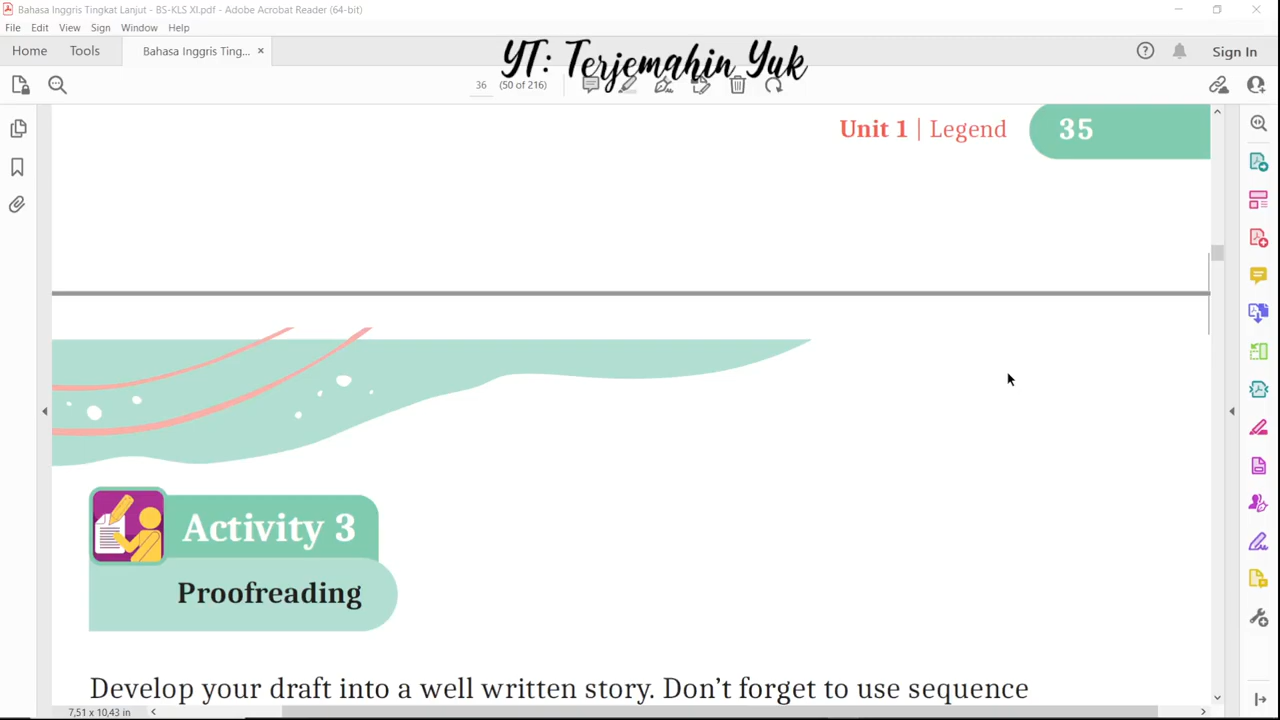 Bahasa Inggris Tingkat Lanjut - BS-KLS XI.pdf - Adobe Acrobat Reader (64-bit)
File Edit View Sign Window Help
Home Tools Bahasa Inggris Ting... × Sign In
YT: Terjemahin Yuk
36 (50 of 216)
Unit 1 | Legend 35
Activity 3
Proofreading
Develop your draft into a well written story. Don't forget to use sequence
7,51 x 10,43 in